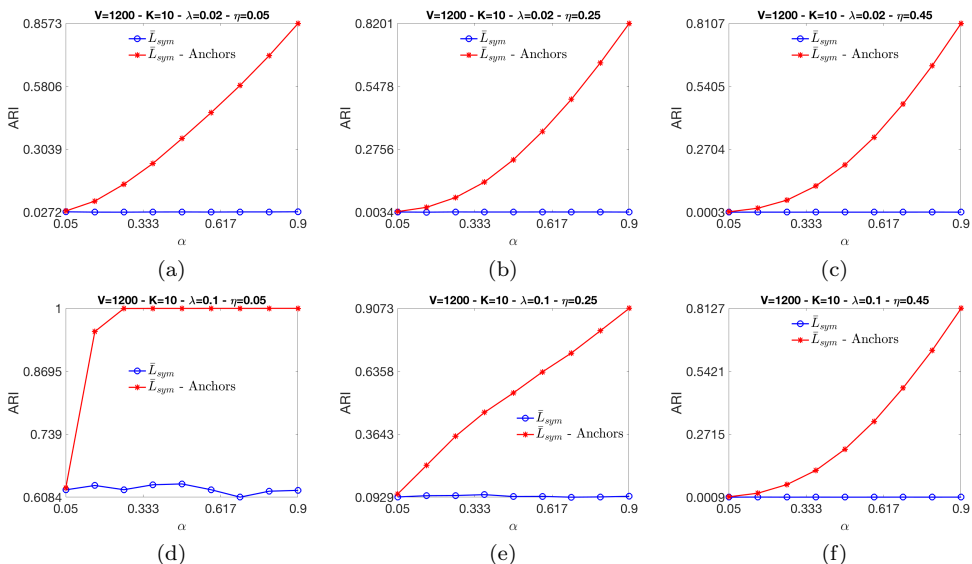 V=1200 - K=10 - λ=0.02 - η=0.05
0.8573
0.5806
0.3039
0.0272
ARI
L̄sym
L̄sym - Anchors
0.05
0.333
0.617
0.9
α
(a)
V=1200 - K=10 - λ=0.02 - η=0.25
0.8201
0.5478
0.2756
0.0034
ARI
L̄sym
L̄sym - Anchors
0.05
0.333
0.617
0.9
α
(b)
V=1200 - K=10 - λ=0.02 - η=0.45
0.8107
0.5405
0.2704
0.0003
ARI
L̄sym
L̄sym - Anchors
0.05
0.333
0.617
0.9
α
(c)
V=1200 - K=10 - λ=0.1 - η=0.05
1
0.8695
0.739
0.6084
ARI
L̄sym
L̄sym - Anchors
0.05
0.333
0.617
0.9
α
(d)
V=1200 - K=10 - λ=0.1 - η=0.25
0.9073
0.6358
0.3643
0.0929
ARI
L̄sym
L̄sym - Anchors
0.05
0.333
0.617
0.9
α
(e)
V=1200 - K=10 - λ=0.1 - η=0.45
0.8127
0.5421
0.2715
0.0009
ARI
L̄sym
L̄sym - Anchors
0.05
0.333
0.617
0.9
α
(f)